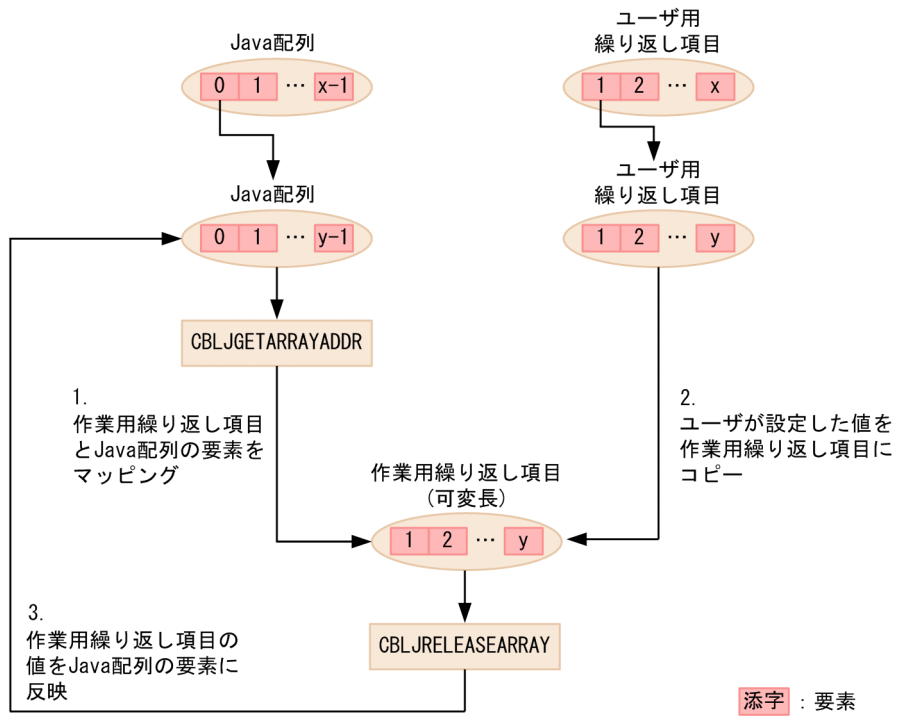 Java配列
0 1 … x-1
ユーザ用
繰り返し項目
1 2 … x
Java配列
0 1 … y-1
ユーザ用
繰り返し項目
1 2 … y
CBLJGETARRAYADDR
1.
作業用繰り返し項目
とJava配列の要素を
マッピング
2.
ユーザが設定した値を
作業用繰り返し項目に
コピー
作業用繰り返し項目
(可変長)
1 2 … y
CBLJRELEASEARRAY
3.
作業用繰り返し項目の
値をJava配列の要素に
反映
添字 : 要素